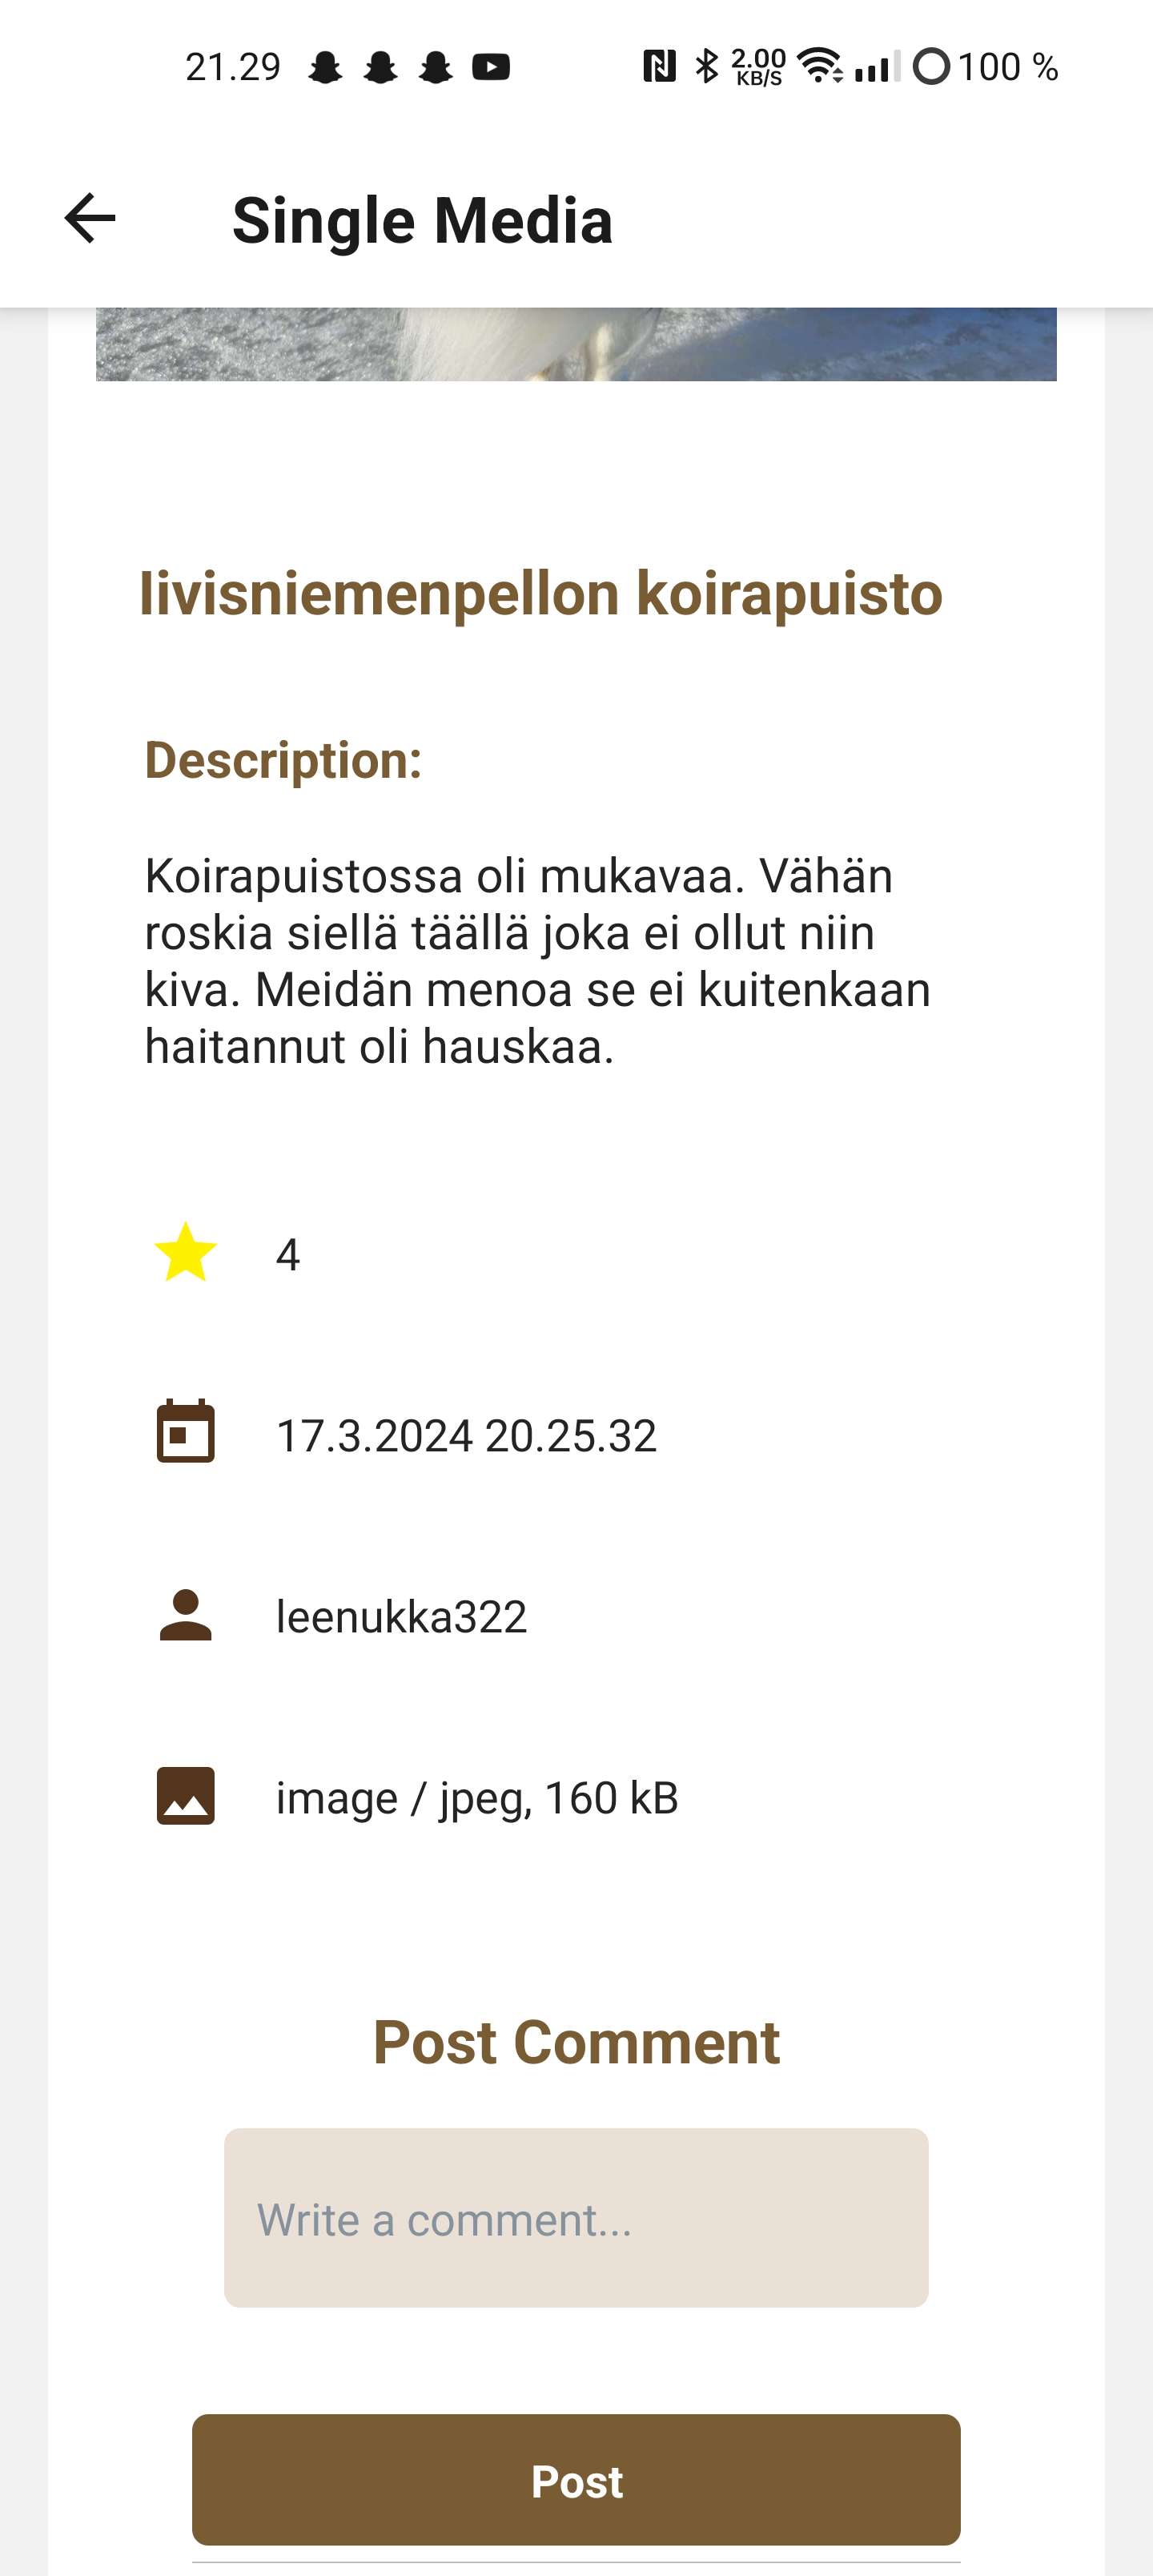 21.29
2.00
KB/S
100 %
Single Media
Iivisniemenpellon koirapuisto
Description:
Koirapuistossa oli mukavaa. Vähän
roskia siellä täällä joka ei ollut niin
kiva. Meidän menoa se ei kuitenkaan
haitannut oli hauskaa.
4
17.3.2024 20.25.32
leenukka322
image / jpeg, 160 kB
Post Comment
Write a comment...
Post